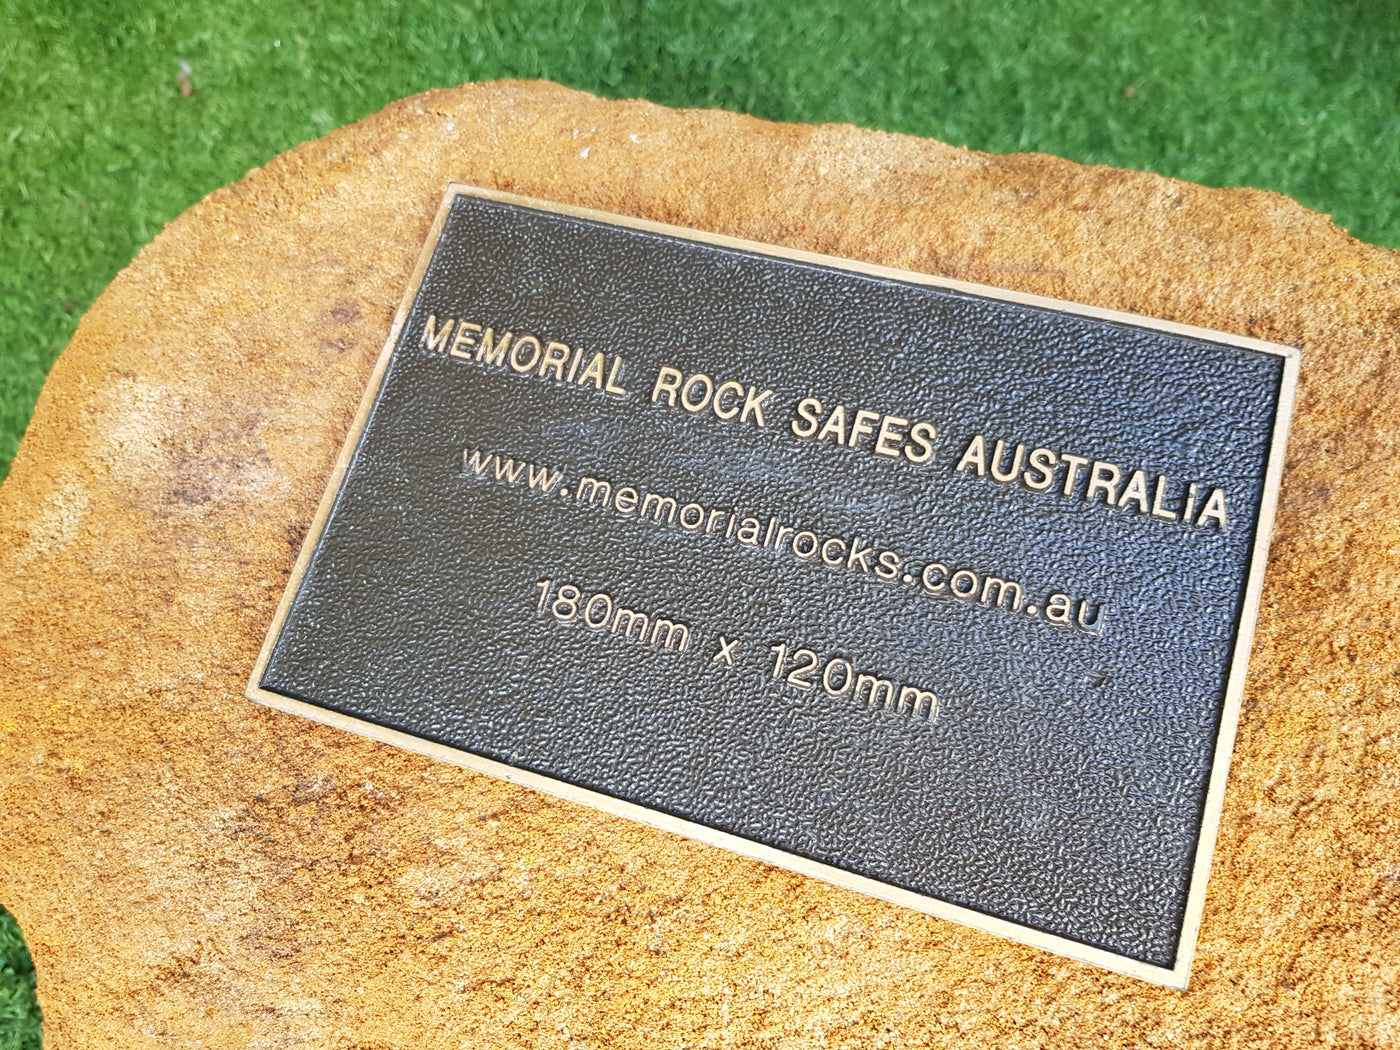 MEMORIAL ROCK SAFES AUSTRALiA
www.memorialrocks.com.au
180mm x 120mm